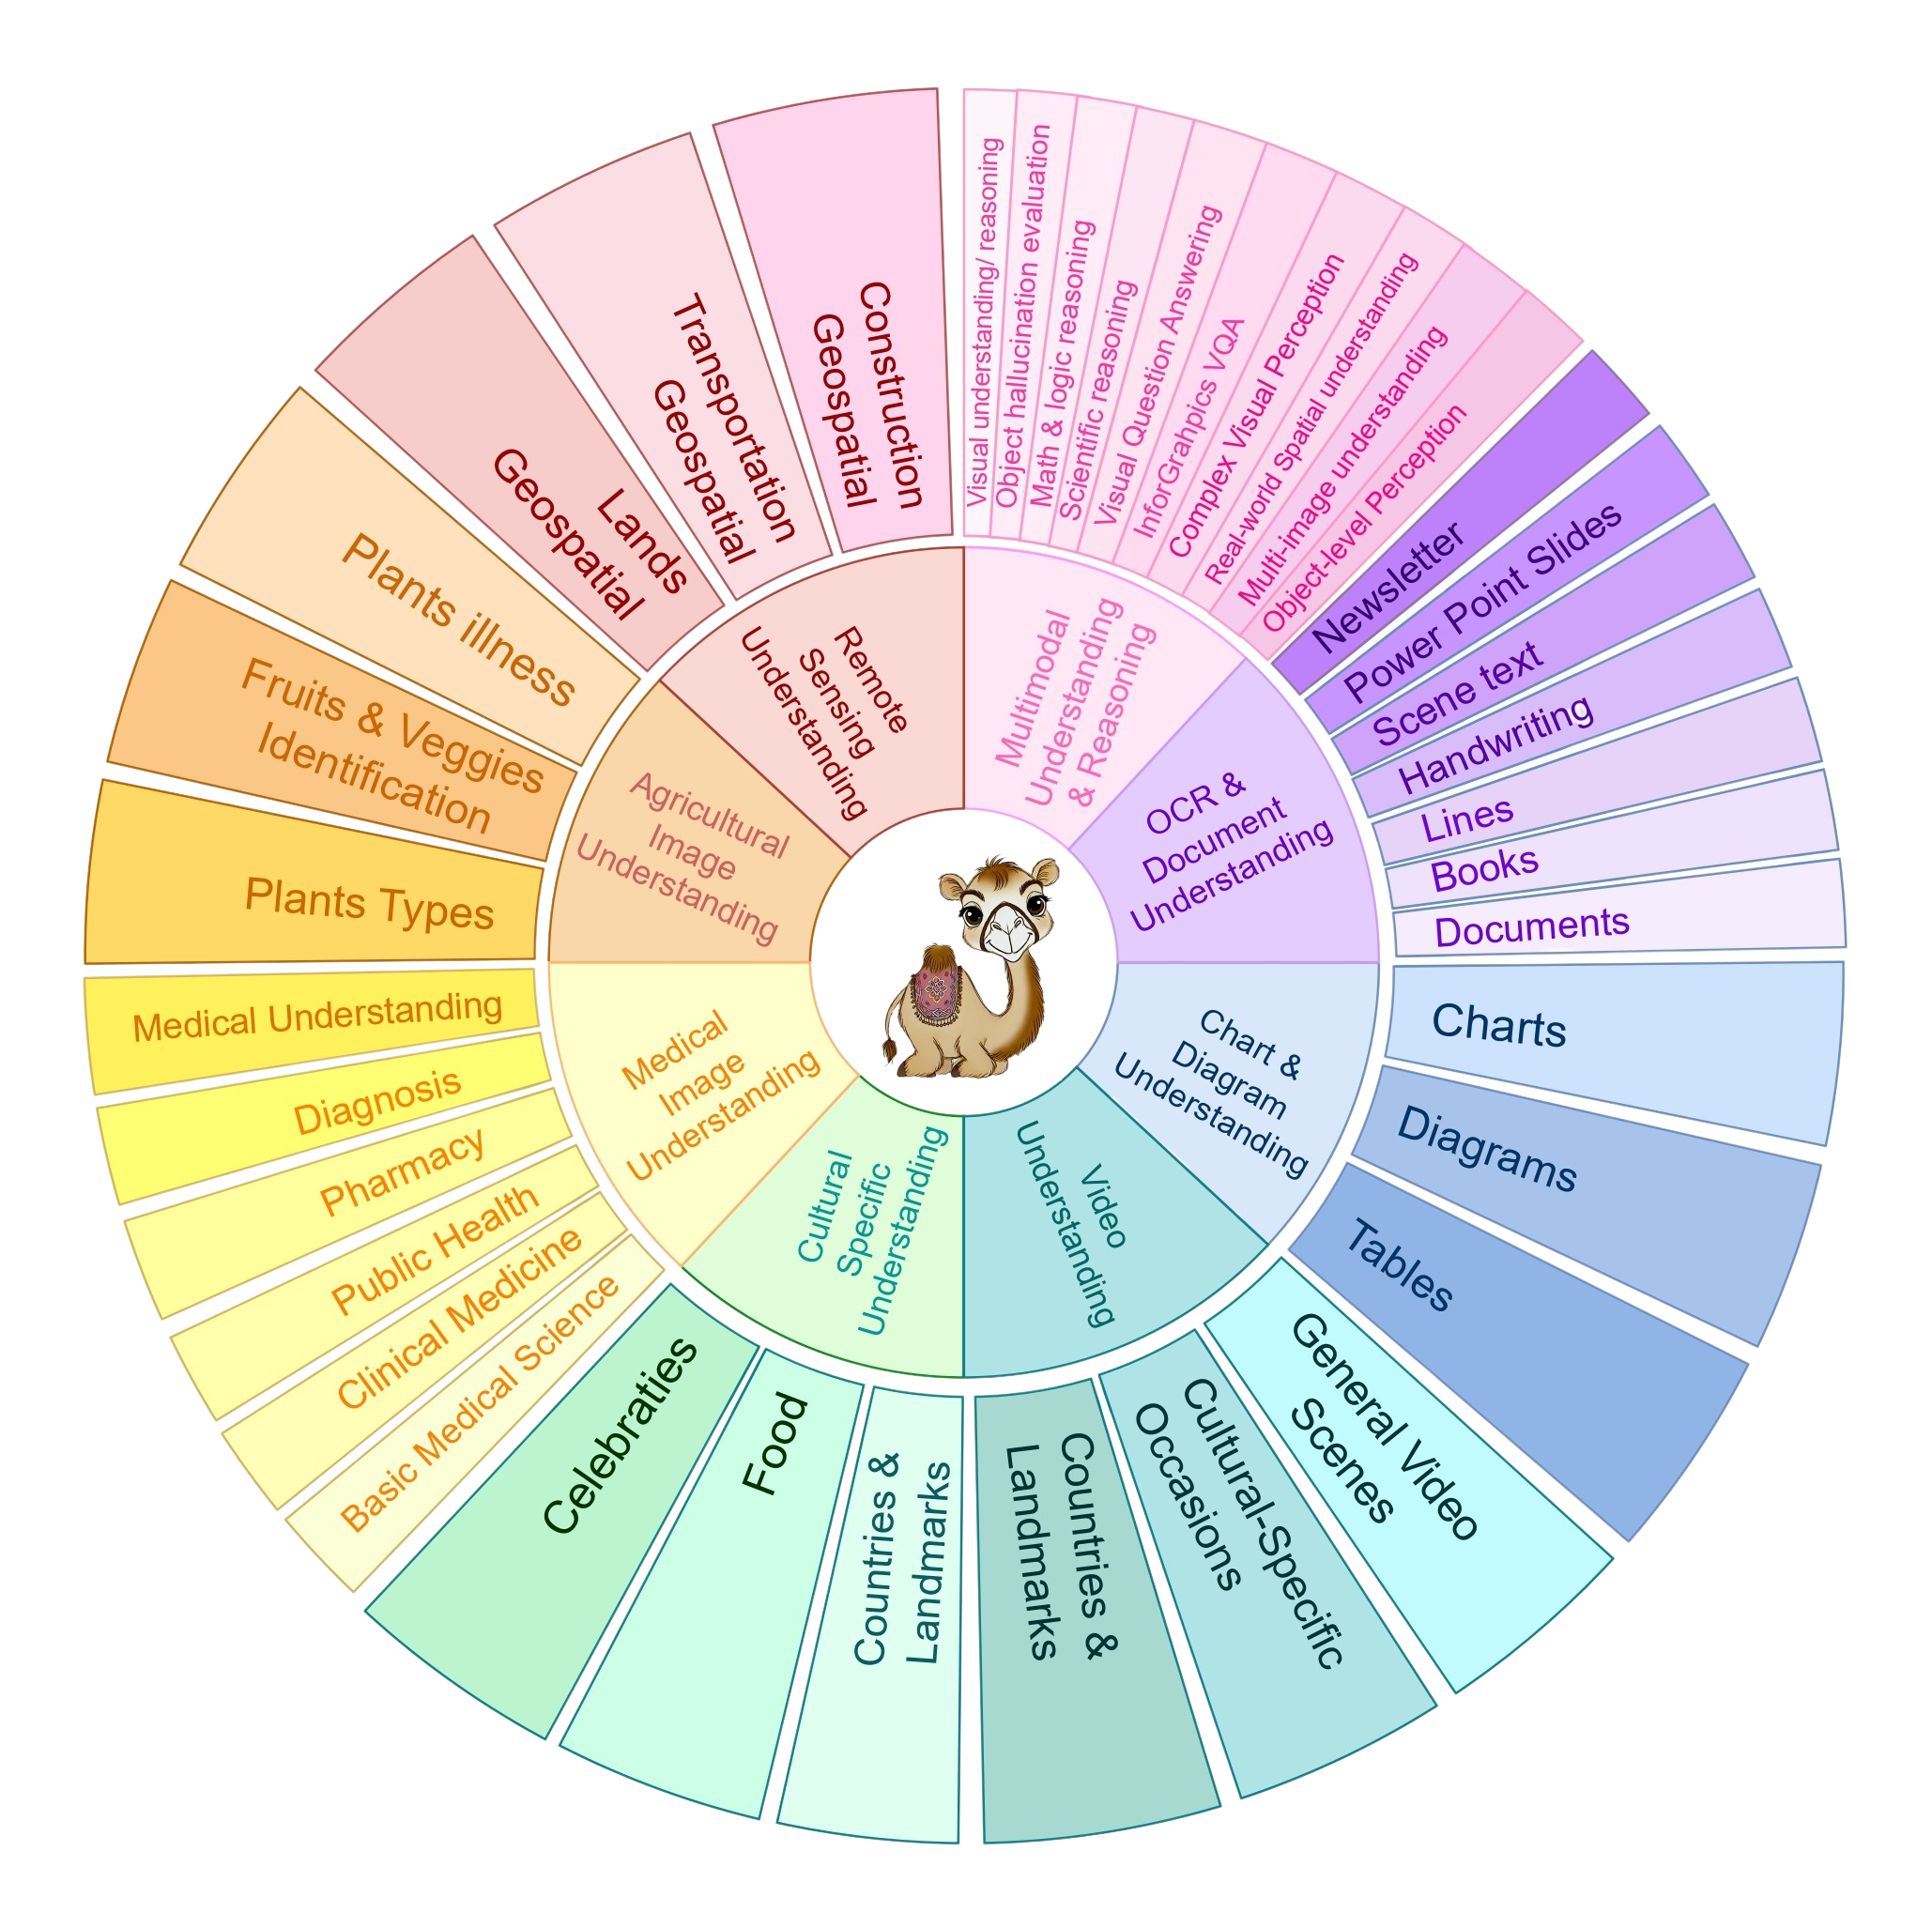 Multimodal
Understanding
& Reasoning
Visual understanding/ reasoning
Object hallucination evaluation
Math & logic reasoning
Scientific reasoning
Visual Question Answering
InforGrahpics VQA
Complex Visual Perception
Real-world Spatial understanding
Multi-image understanding
Object-level Perception
OCR &
Document
Understanding
Newsletter
Power Point Slides
Scene text
Handwriting
Lines
Books
Documents
Chart &
Diagram
Understanding
Charts
Diagrams
Tables
Video
Understanding
General Video
Scenes
Cultural-Specific
Occasions
Countries &
Landmarks
Cultural
Specific
Understanding
Countries &
Landmarks
Food
Celebraties
Medical
Image
Understanding
Basic Medical Science
Clinical Medicine
Public Health
Pharmacy
Diagnosis
Medical Understanding
Agricultural
Image
Understanding
Plants Types
Fruits & Veggies
Identification
Plants illness
Remote
Sensing
Understanding
Lands
Geospatial
Transportation
Geospatial
Construction
Geospatial